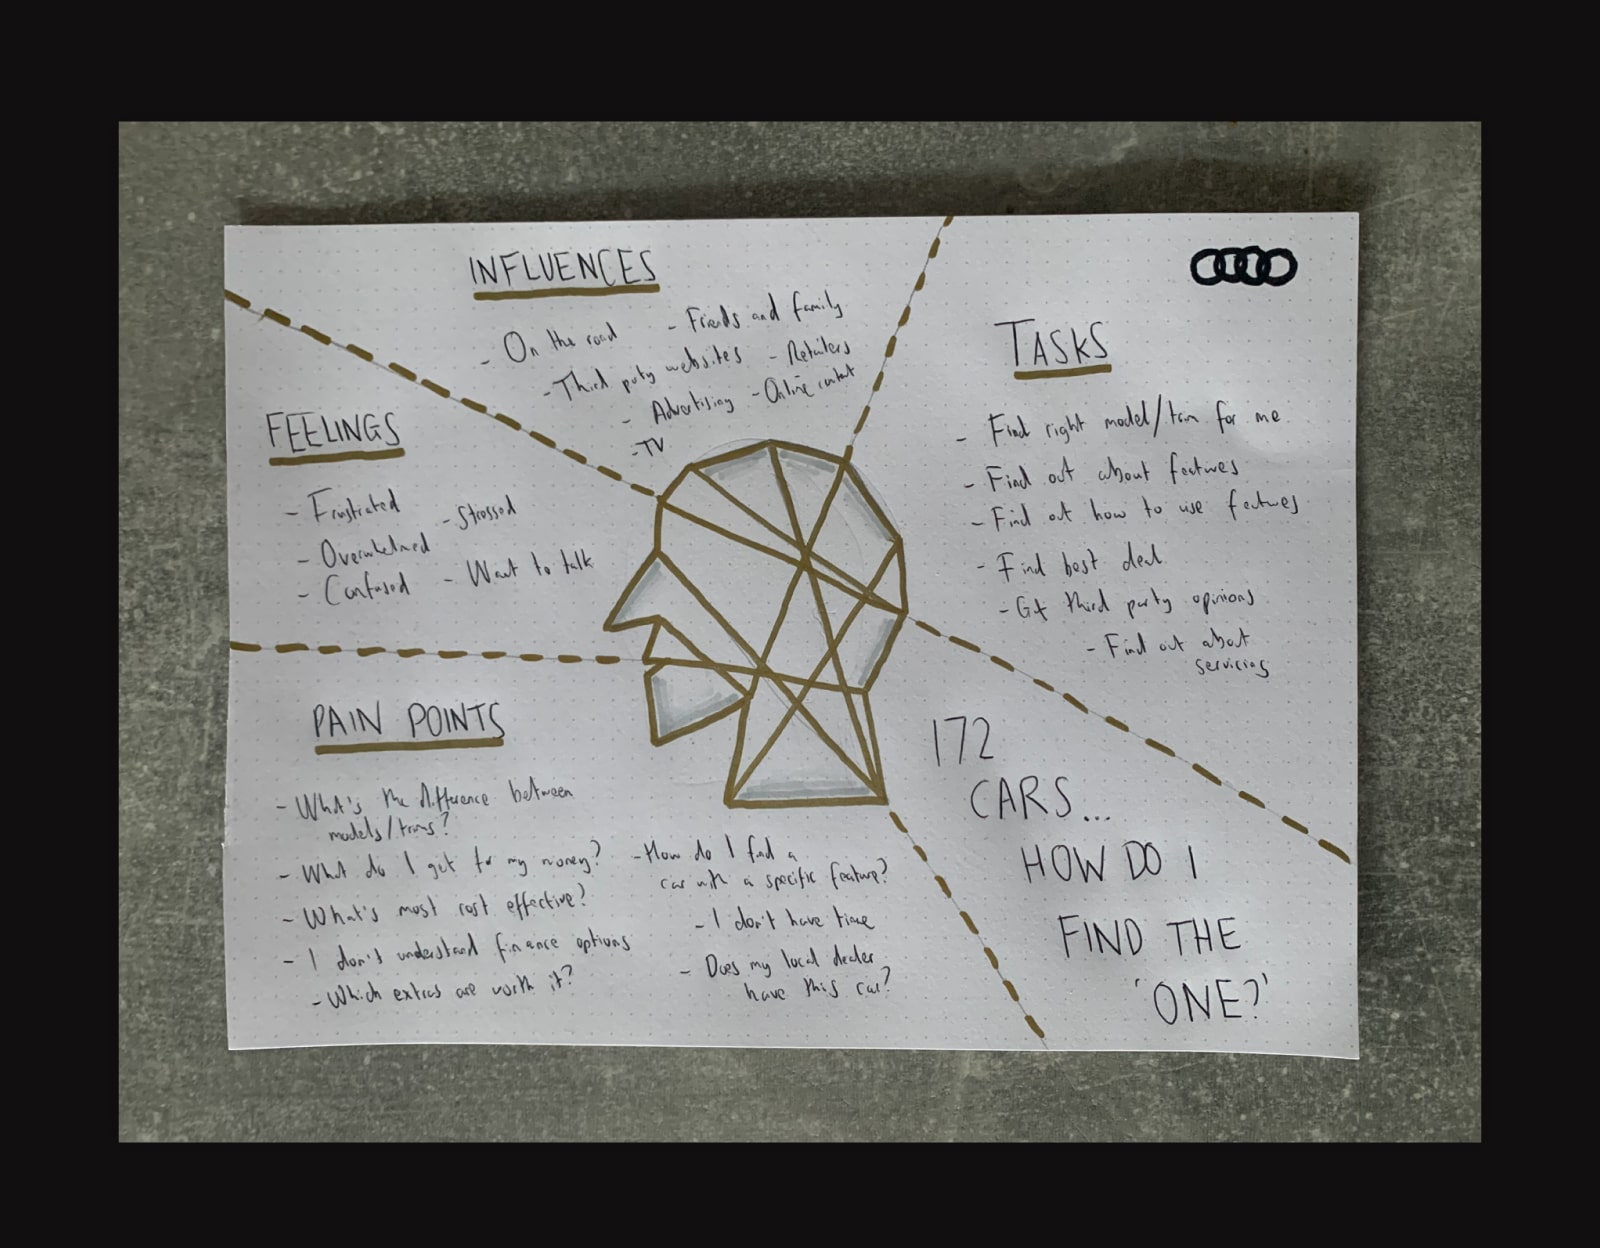 INFLUENCES
- On the road
- Friends and family
- Third party websites
- Retailers
- Advertising
- Online content
- TV
FEELINGS
- Frustrated
- Stressed
- Overwhelmed
- Confused
- Want to talk
TASKS
- Find right model/trim for me
- Find out about features
- Find out how to use features
- Find best deal
- Get third party opinions
- Find out about
servicing
PAIN POINTS
- What's the difference between
models/trims?
- What do I get for my money?
- What's most cost effective?
- I don't understand finance options
- Which extras are worth it?
- How do I find a
car with a specific feature?
- I don't have time
- Does my local dealer
have this car?
172
CARS...
HOW DO I
FIND THE
'ONE?'